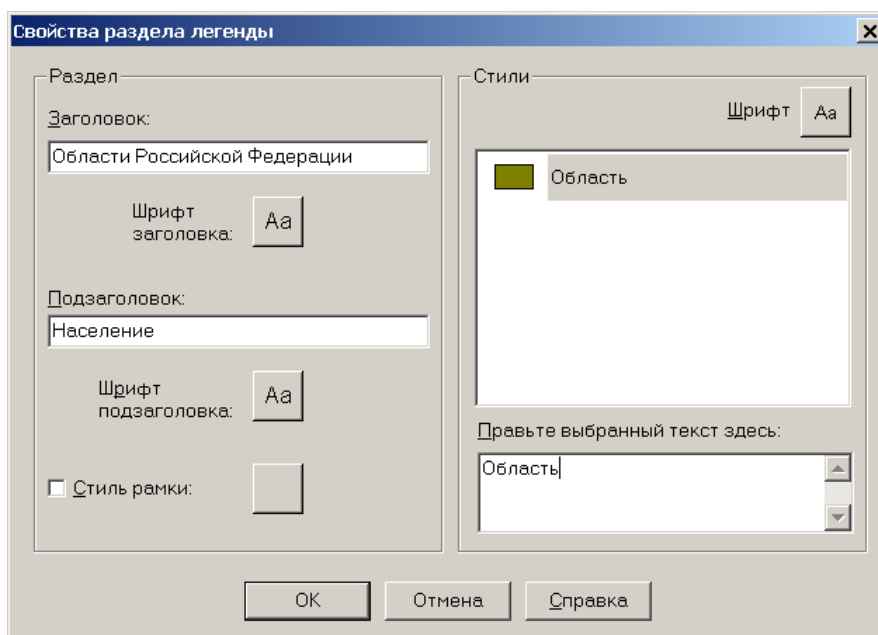 Свойства раздела легенды
Раздел
Заголовок:
Области Российской Федерации
Шрифт
заголовка:
Aa
Подзаголовок:
Население
Шрифт
подзаголовка:
Aa
Стиль рамки:
Стили
Шрифт
Aa
Область
Правьте выбранный текст здесь:
Область
OK
Отмена
Справка